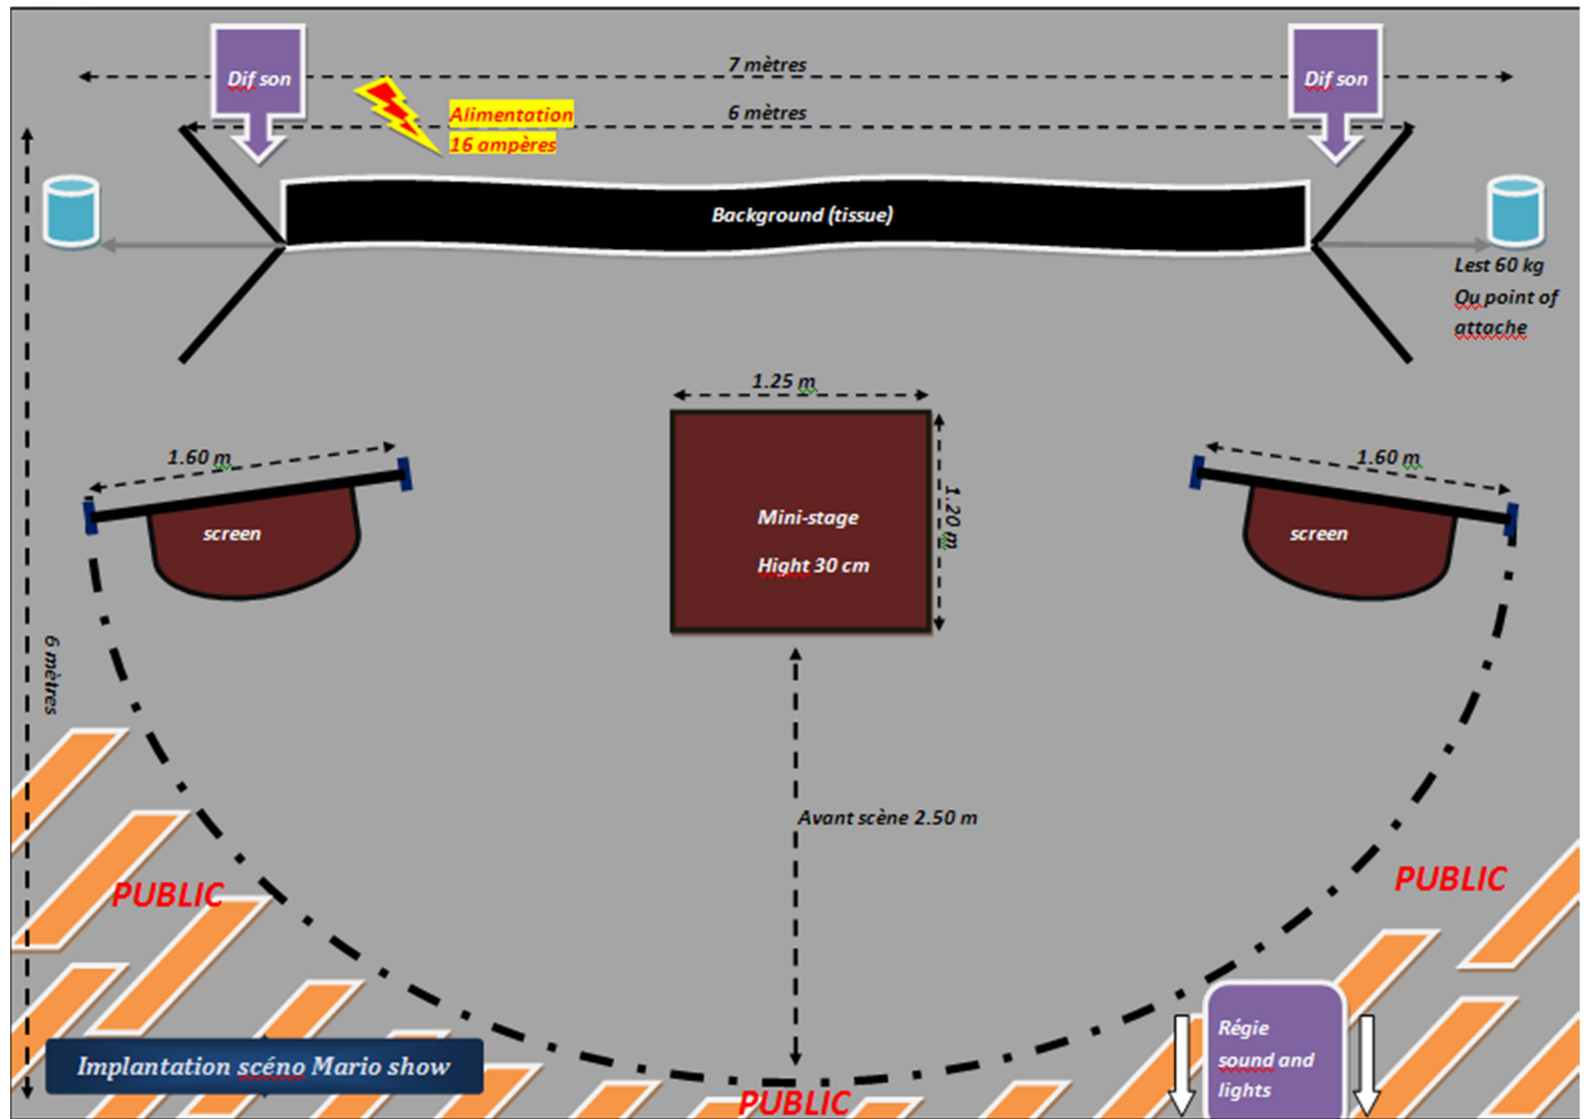 7 mètres
Dif son
Dif son
Alimentation
16 ampères
6 mètres
Background (tissue)
Lest 60 kg
Qu point of
attache
1.25 m
1.60 m
1.60 m
screen
Mini-stage
Hight 30 cm
1.20 m
screen
6 mètres
Avant scène 2.50 m
PUBLIC
PUBLIC
Implantation scéno Mario show
Régie
sound and
lights
PUBLIC